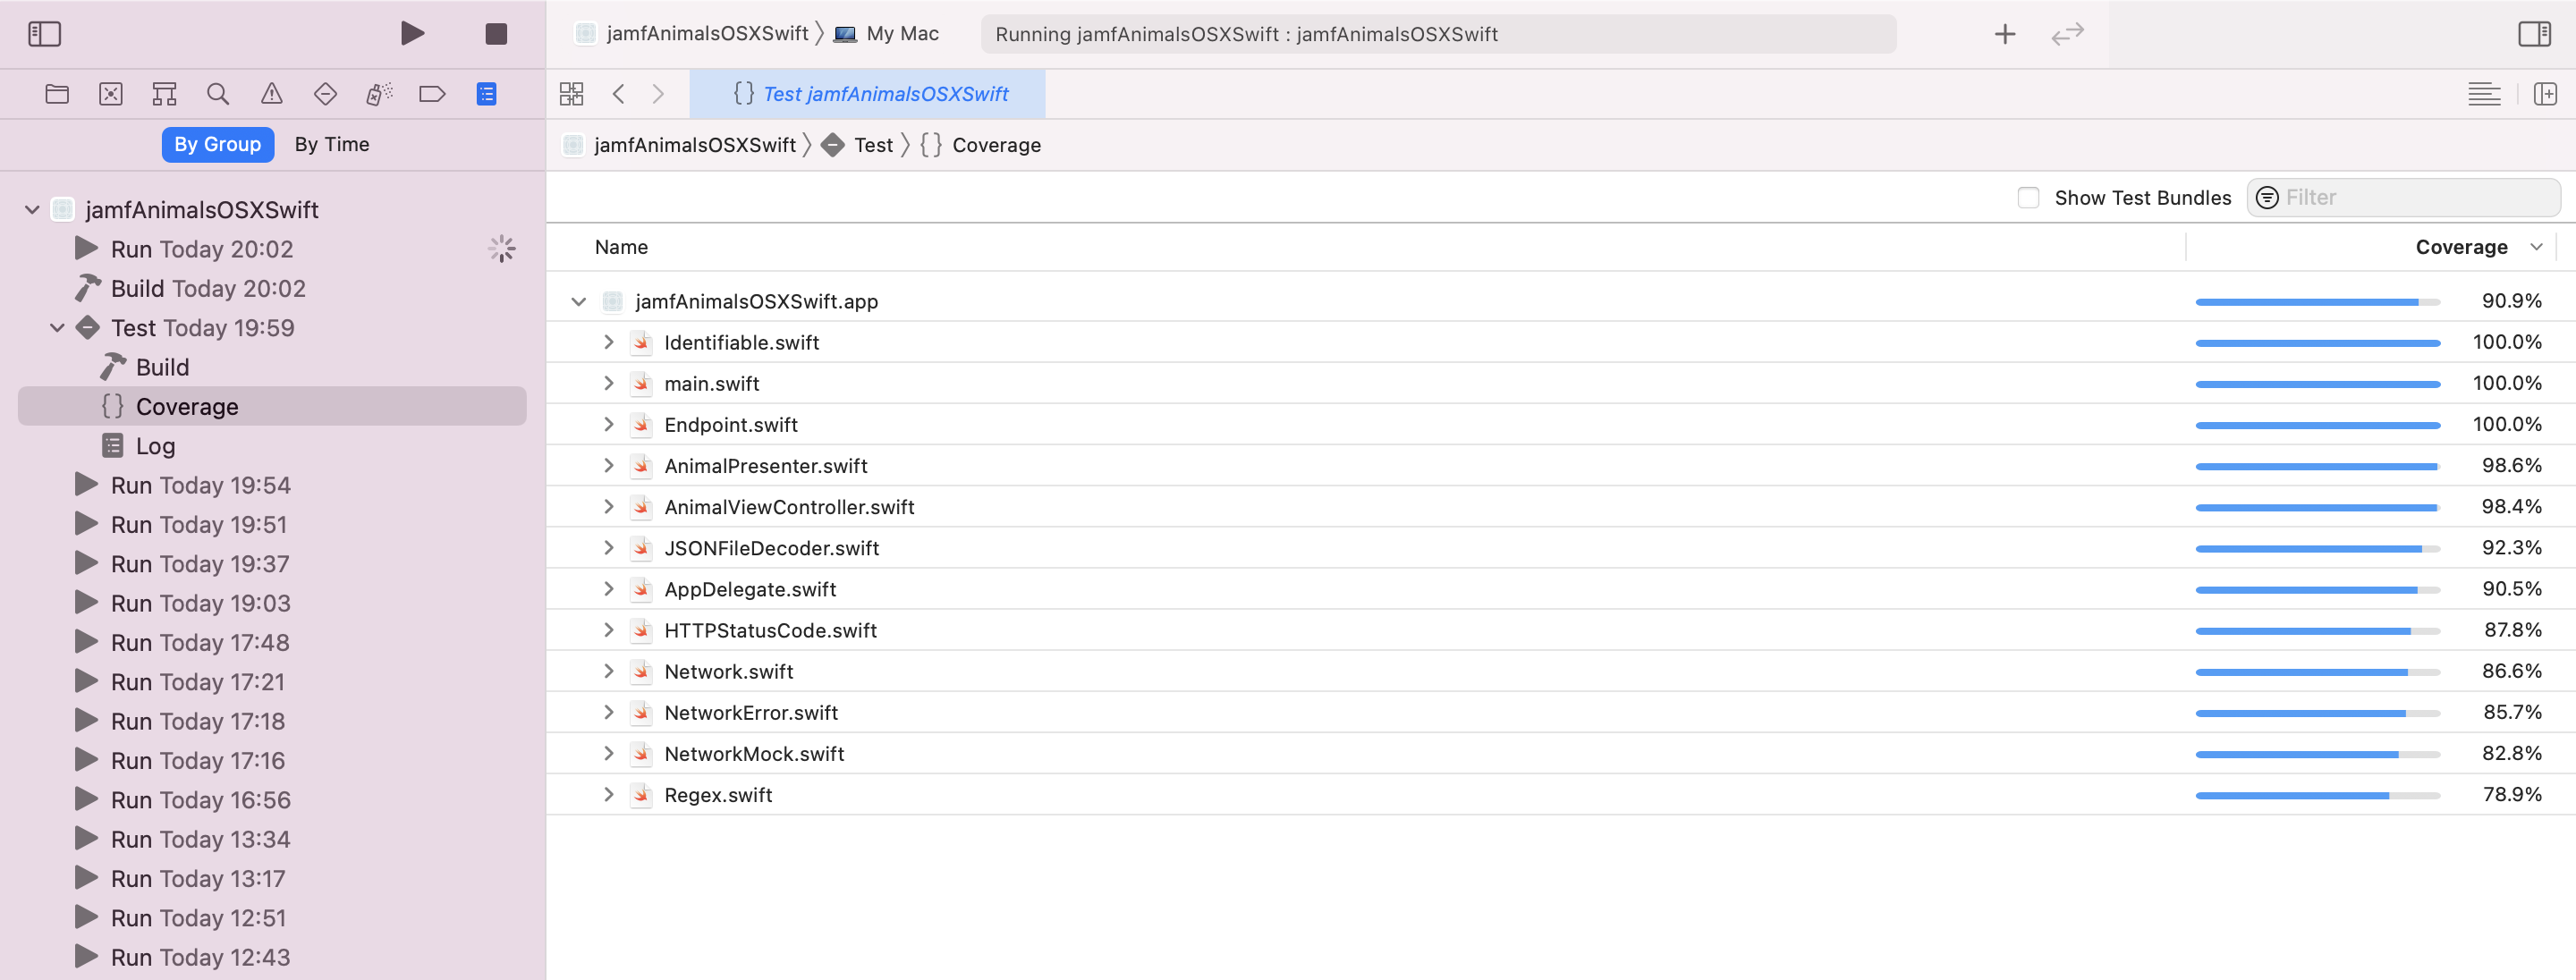 jamfAnimalsOSXSwift My Mac
Running jamfAnimalsOSXSwift : jamfAnimalsOSXSwift
{} Test jamfAnimalsOSXSwift
By Group By Time
jamfAnimalsOSXSwift Test {} Coverage
Show Test Bundles Filter
jamfAnimalsOSXSwift
Run Today 20:02
Build Today 20:02
Test Today 19:59
Build
{} Coverage
Log
Run Today 19:54
Run Today 19:51
Run Today 19:37
Run Today 19:03
Run Today 17:48
Run Today 17:21
Run Today 17:18
Run Today 17:16
Run Today 16:56
Run Today 13:34
Run Today 13:17
Run Today 12:51
Run Today 12:43
Name Coverage
jamfAnimalsOSXSwift.app 90.9%
Identifiable.swift 100.0%
main.swift 100.0%
Endpoint.swift 100.0%
AnimalPresenter.swift 98.6%
AnimalViewController.swift 98.4%
JSONFileDecoder.swift 92.3%
AppDelegate.swift 90.5%
HTTPStatusCode.swift 87.8%
Network.swift 86.6%
NetworkError.swift 85.7%
NetworkMock.swift 82.8%
Regex.swift 78.9%